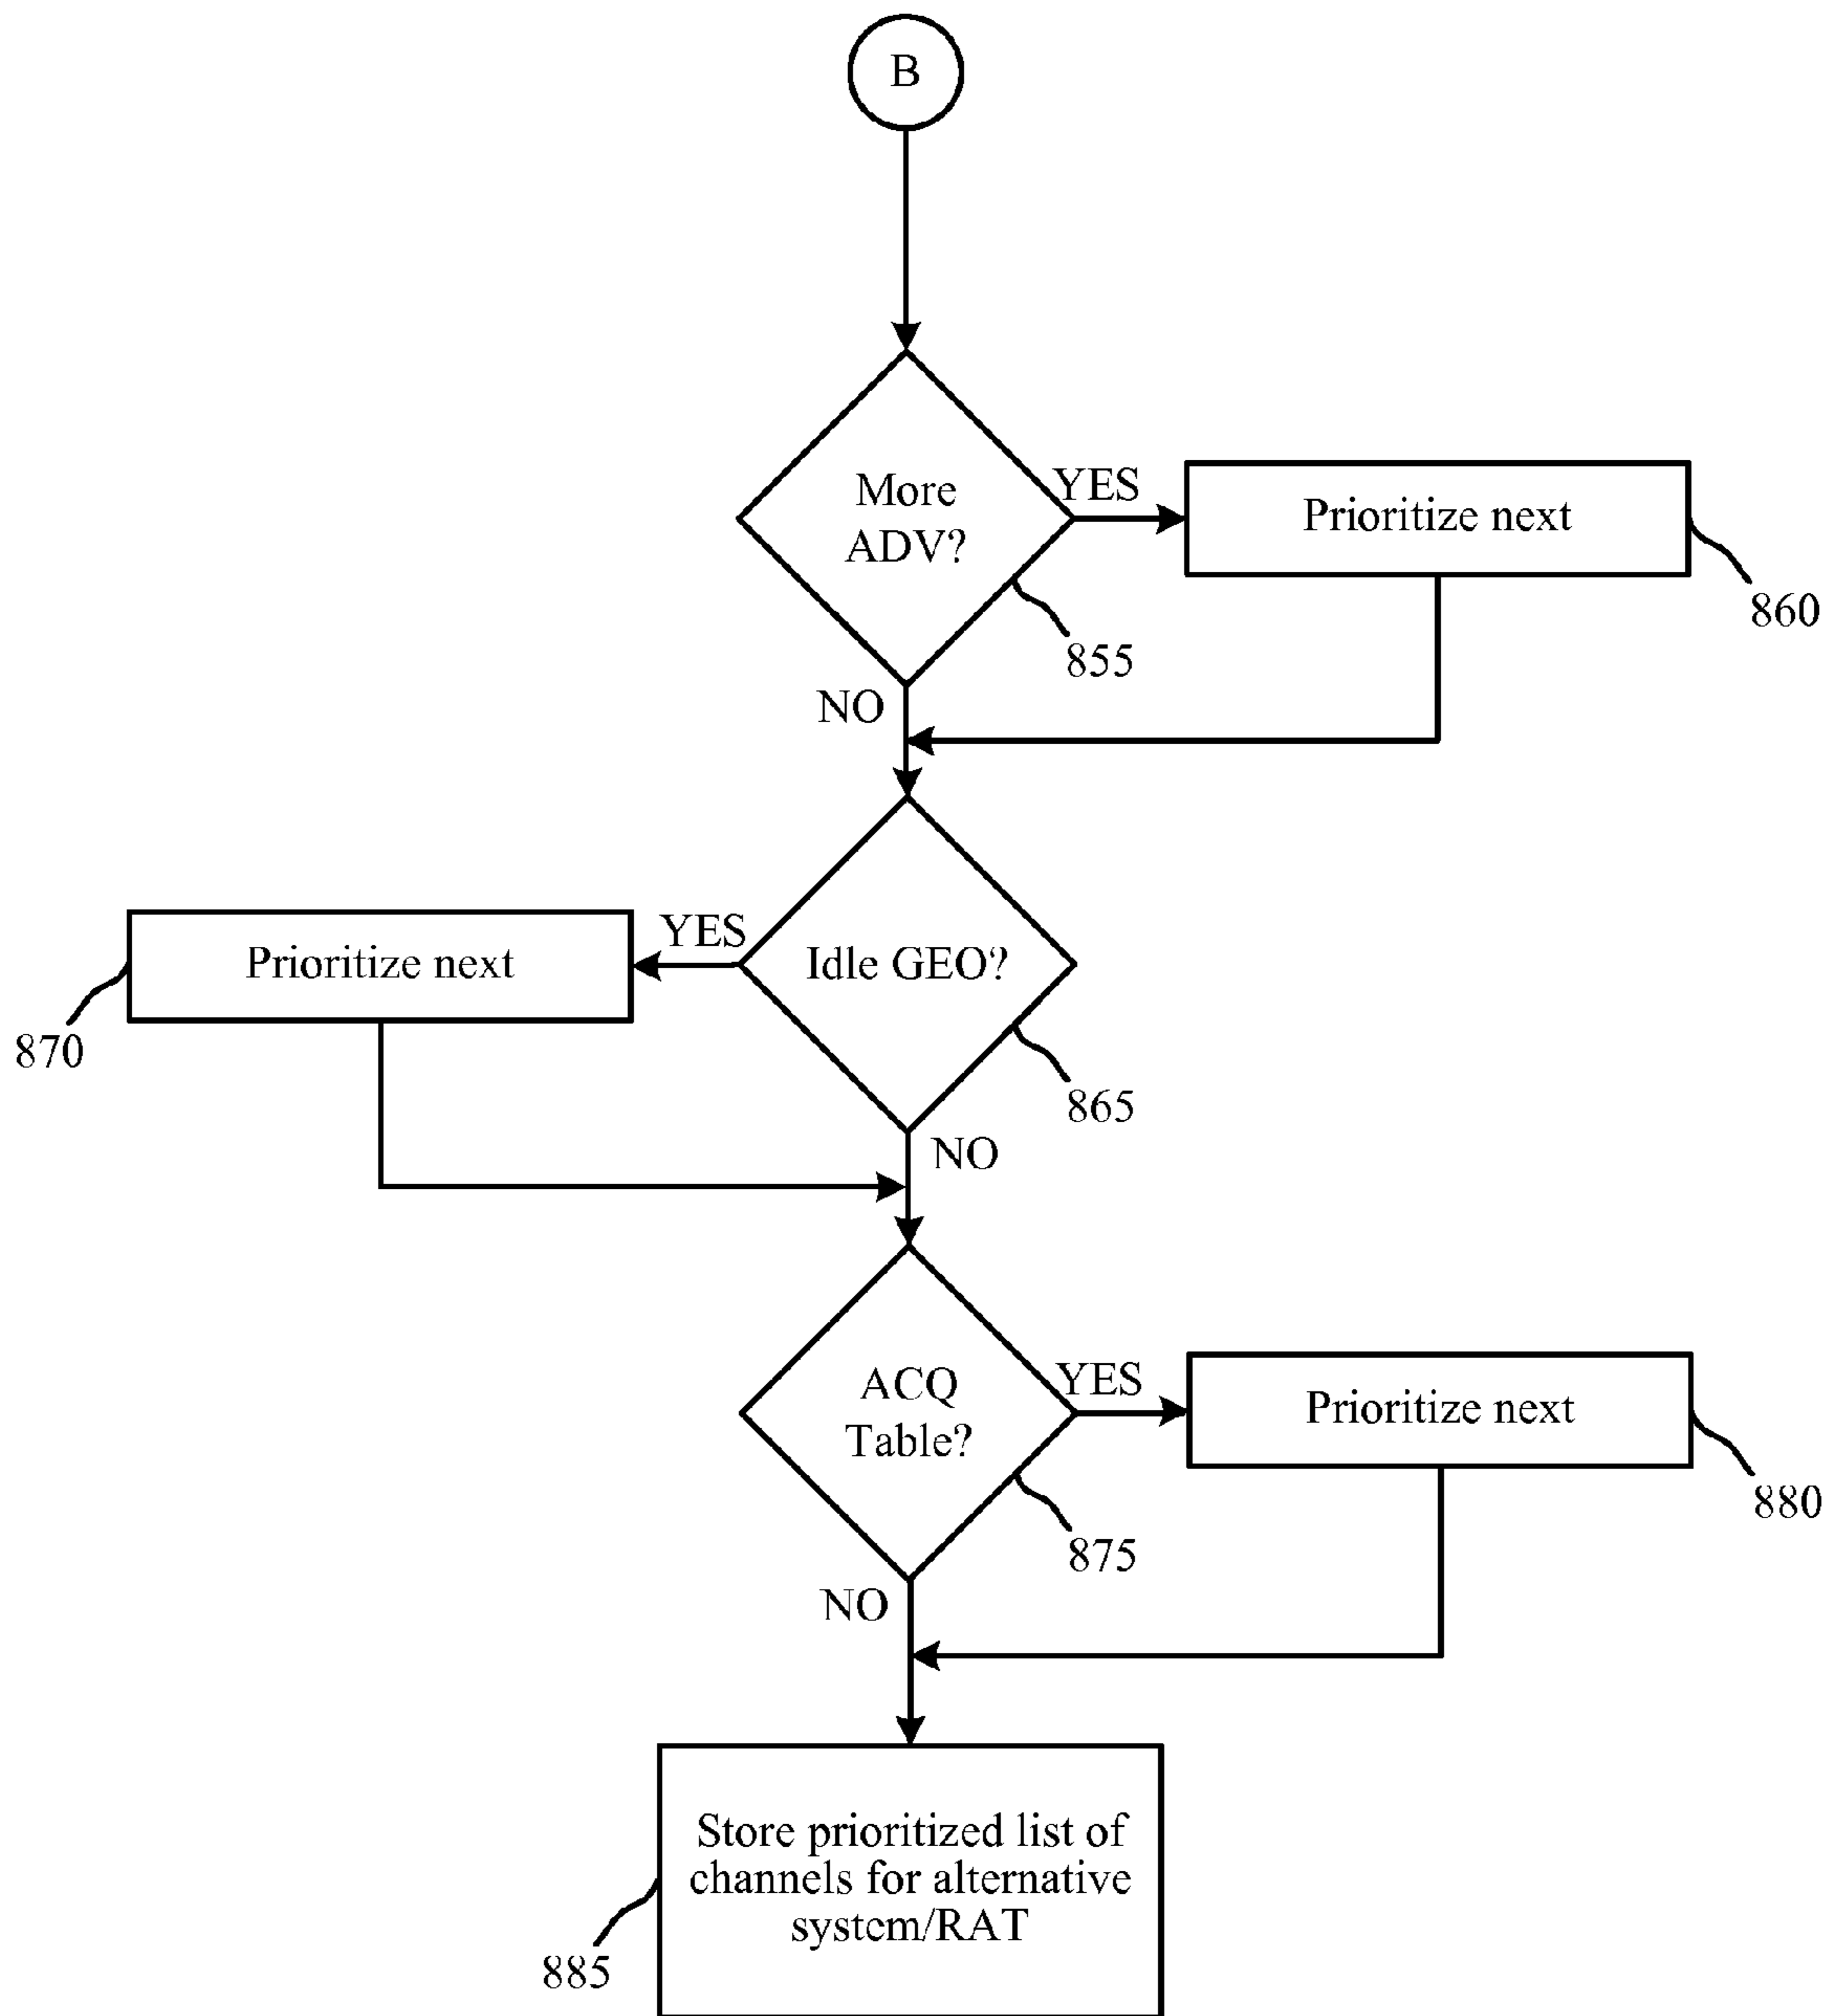 B
More
ADV?
YES
Prioritize next
860
855
NO
Idle GEO?
YES
Prioritize next
870
865
NO
ACQ
Table?
YES
Prioritize next
880
875
NO
Store prioritized list of
channels for alternative
system/RAT
885